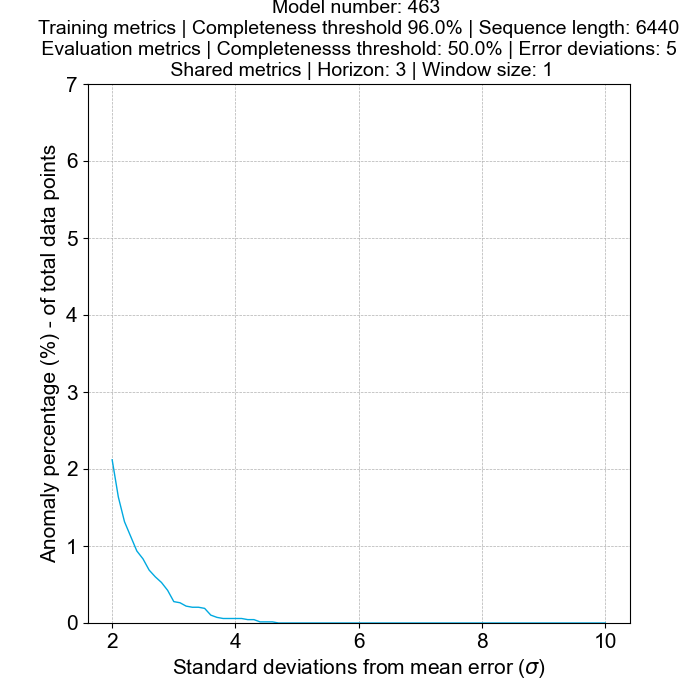 Model number: 463
Training metrics | Completeness threshold 96.0% | Sequence length: 6440
Evaluation metrics | Completenesss threshold: 50.0% | Error deviations: 5
Shared metrics | Horizon: 3 | Window size: 1
7
6
5
4
3
2
1
0
Anomaly percentage (%) - of total data points
2 4 6 8 10
Standard deviations from mean error (σ)